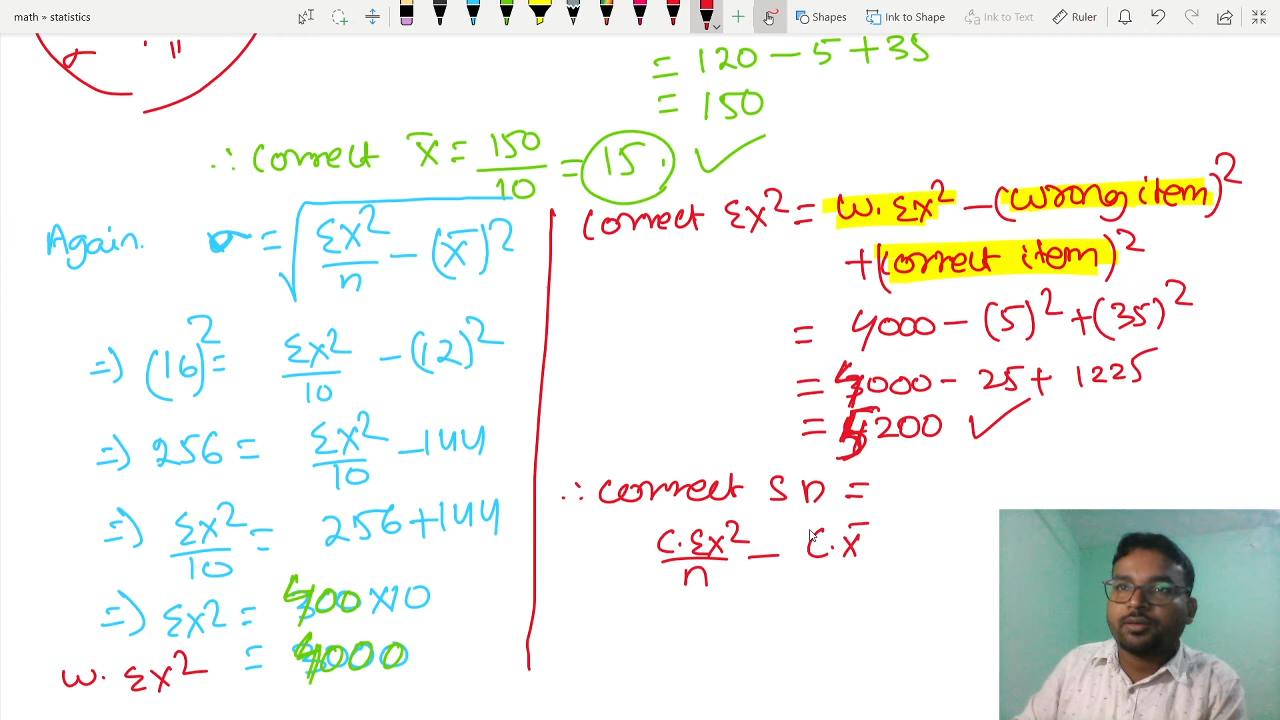 math » statistics
Shapes
Ink to Shape
Ink to Text
Ruler
= 120 - 5 + 35
= 150
∴ correct x̄ = 150/10 = 15. ✓
Again. σ = √(Σx²/n - (x̄)²)
⇒ (16)² = Σx²/10 - (12)²
⇒ 256 = Σx²/10 - 144
⇒ Σx²/10 = 256 + 144
⇒ Σx² = 400 × 10
w. Σx² = 4000
correct Σx² = w. Σx² - (wrong item)²
+ (correct item)²
= 4000 - (5)² + (35)²
= 4000 - 25 + 1225
= 5200 ✓
∴ correct SD =
C.Σx²/n - C.x̄